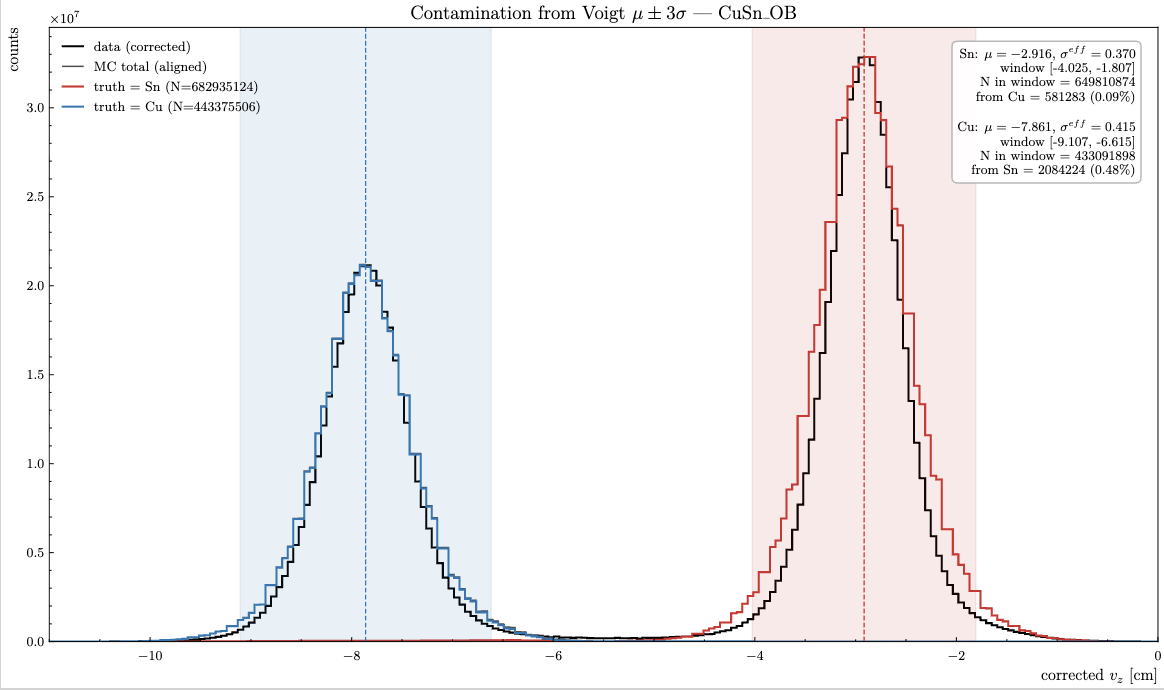 Contamination from Voigt μ ± 3σ — CuSn_OB
×10⁷
counts
data (corrected)
MC total (aligned)
truth = Sn (N=682935124)
truth = Cu (N=443375506)
Sn: μ = −2.916, σ^eff = 0.370
window [-4.025, -1.807]
N in window = 649810874
from Cu = 581283 (0.09%)
Cu: μ = −7.861, σ^eff = 0.415
window [-9.107, -6.615]
N in window = 433091898
from Sn = 2084224 (0.48%)
3.0
2.5
2.0
1.5
1.0
0.5
0.0
−10
−8
−6
−4
−2
0
corrected v_z [cm]